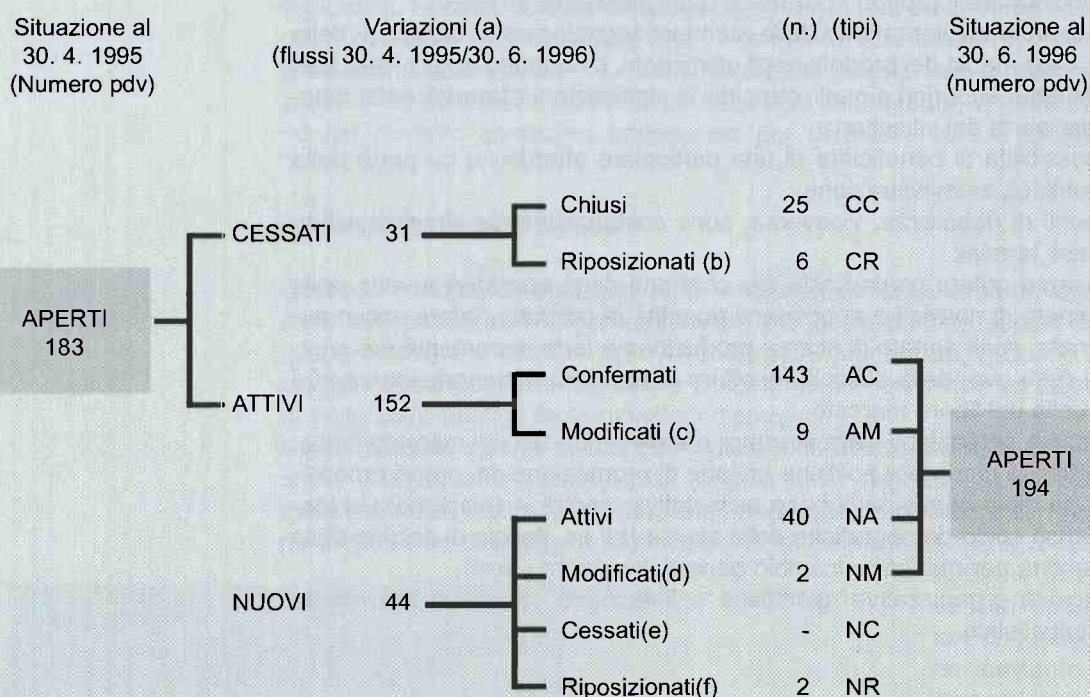 Situazione al Variazioni (a) (n.) (tipi) Situazione al
30. 4. 1995 (flussi 30. 4. 1995/30. 6. 1996) 30. 6. 1996
(Numero pdv) (numero pdv)
Chiusi 25 CC
CESSATI 31
Riposizionati (b) 6 CR
APERTI
183
Confermati 143 AC
ATTIVI 152
Modificati (c) 9 AM
APERTI
194
Attivi 40 NA
Modificati(d) 2 NM
NUOVI 44
Cessati(e) - NC
Riposjzionati(f) 2 NR